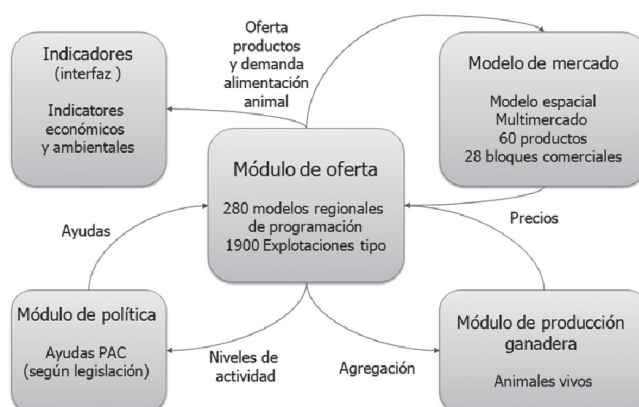 Indicadores
(interfaz )
Indicatores
económicos
y ambientales
Oferta
productos
y demanda
alimentación
animal
Modelo de mercado
Modelo espacial
Multimercado
60 productos
28 bloques comerciales
Módulo de oferta
280 modelos regionales
de programación
1900 Explotaciones tipo
Ayudas
Precios
Módulo de política
Ayudas PAC
(según legislación)
Niveles de
actividad
Agregación
Módulo de producción
ganadera
Animales vivos